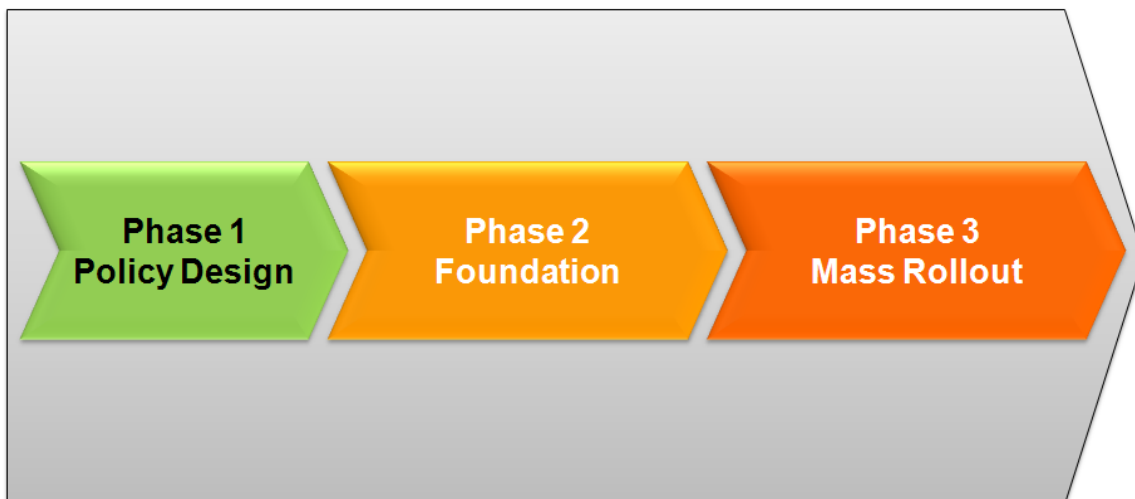 Phase 1
Policy Design
Phase 2
Foundation
Phase 3
Mass Rollout